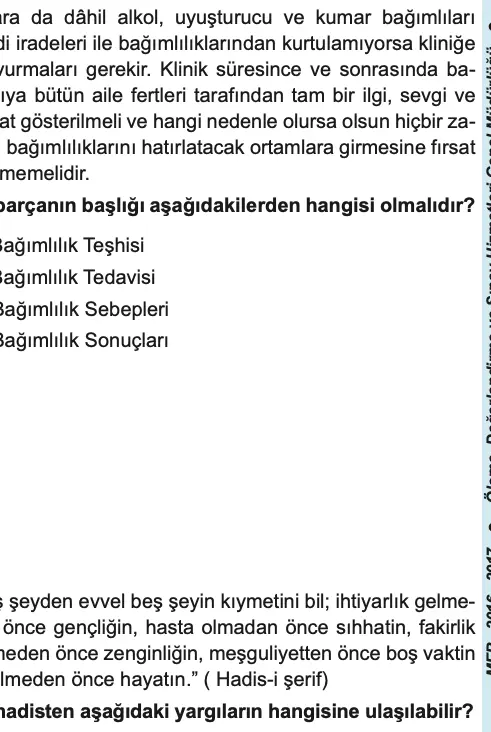 ara da dâhil alkol, uyuşturucu ve kumar bağımlıları
di iradeleri ile bağımlılıklarından kurtulamıyorsa kliniğe
vurmaları gerekir. Klinik süresince ve sonrasında ba-
ıya bütün aile fertleri tarafından tam bir ilgi, sevgi ve
at gösterilmeli ve hangi nedenle olursa olsun hiçbir za-
bağımlılıklarını hatırlatacak ortamlara girmesine fırsat
memelidir.
parçanın başlığı aşağıdakilerden hangisi olmalıdır?
Bağımlılık Teşhisi
Bağımlılık Tedavisi
Bağımlılık Sebepleri
Bağımlılık Sonuçları
ş şeyden evvel beş şeyin kıymetini bil; ihtiyarlık gelme-
önce gençliğin, hasta olmadan önce sıhhatin, fakirlik
meden önce zenginliğin, meşguliyetten önce boş vaktin
lmeden önce hayatın.” ( Hadis-i şerif)
hadisten aşağıdaki yargıların hangisine ulaşılabilir?